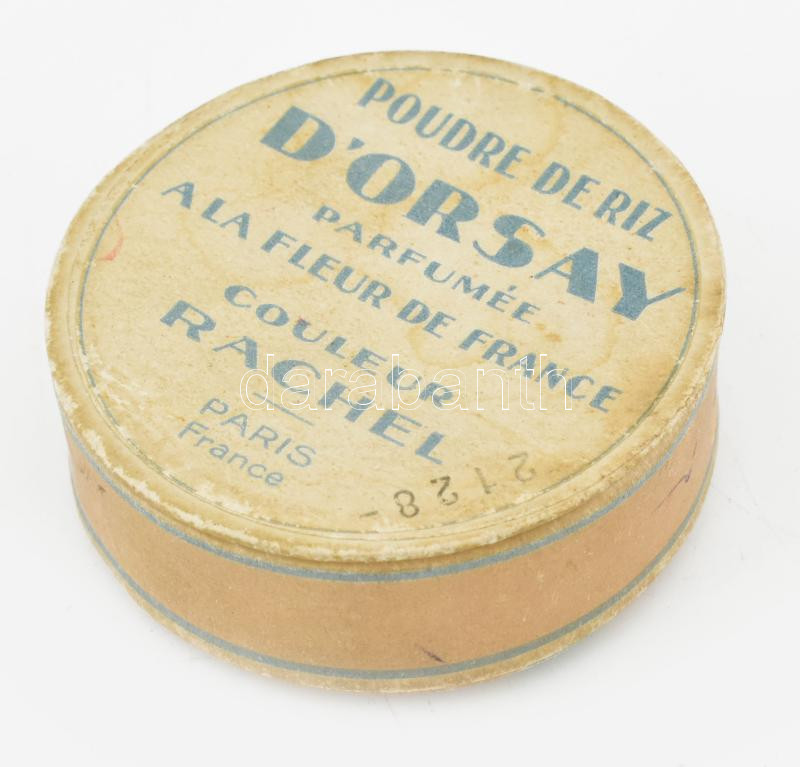 POUDRE DE RIZ
D'ORSAY
PARFUMÉE
A LA FLEUR DE FRANCE
COULEUR
RACHEL
PARIS
France
2128-
darabanth